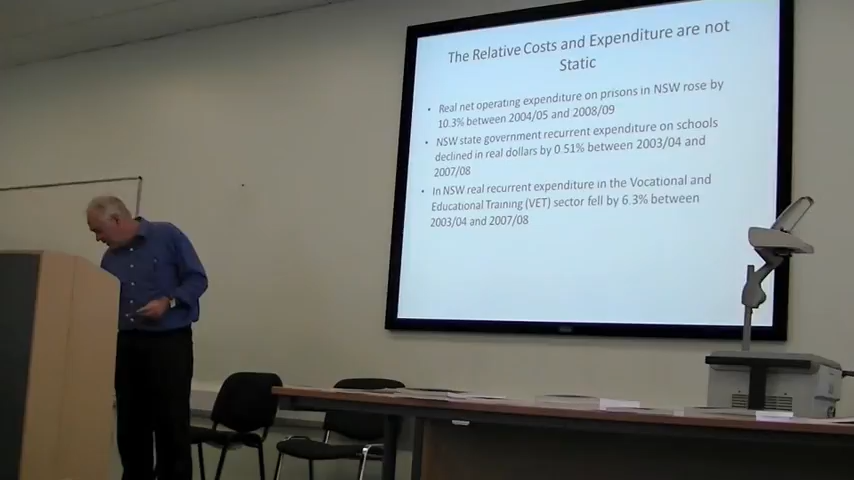 The Relative Costs and Expenditure are not
Static
• Real net operating expenditure on prisons in NSW rose by
10.3% between 2004/05 and 2008/09
• NSW state government recurrent expenditure on schools
declined in real dollars by 0.51% between 2003/04 and
2007/08
• In NSW real recurrent expenditure in the Vocational and
Educational Training (VET) sector fell by 6.3% between
2003/04 and 2007/08